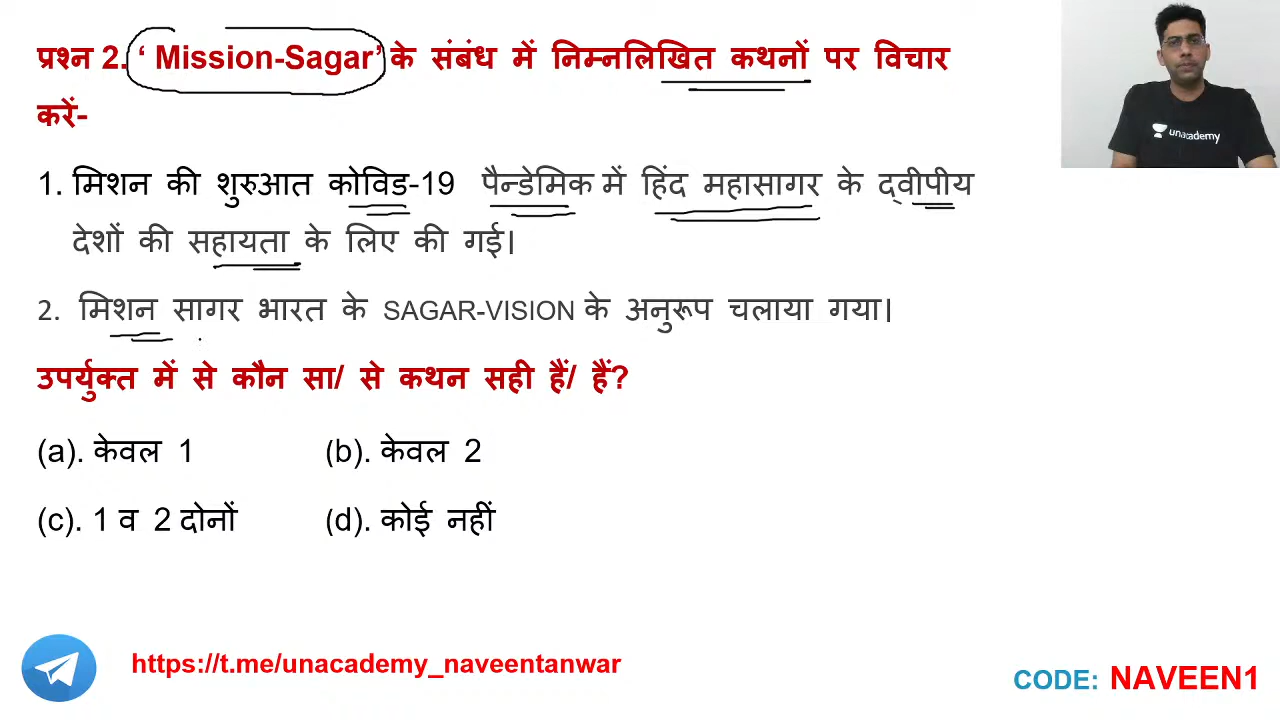 प्रश्न 2. ‘ Mission-Sagar’ के संबंध में निम्नलिखित कथनों पर विचार
करें-
1. मिशन की शुरुआत कोविड-19 पैन्डेमिक में हिंद महासागर के द्वीपीय
देशों की सहायता के लिए की गई।
2. मिशन सागर भारत के SAGAR-VISION के अनुरूप चलाया गया।
उपर्युक्त में से कौन सा/ से कथन सही हैं/ हैं?
(a). केवल 1 (b). केवल 2
(c). 1 व 2 दोनों (d). कोई नहीं
https://t.me/unacademy_naveentanwar
CODE: NAVEEN1
unacademy